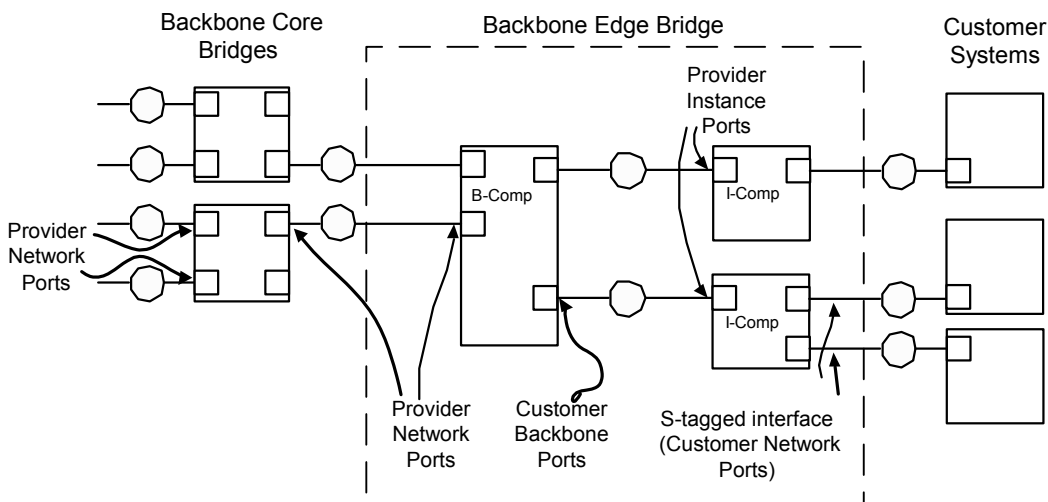 Backbone Core
Bridges
Backbone Edge Bridge
Customer
Systems
Provider
Instance
Ports
B-Comp
I-Comp
Provider
Network
Ports
I-Comp
Provider
Network
Ports
Customer
Backbone
Ports
S-tagged interface
(Customer Network
Ports)